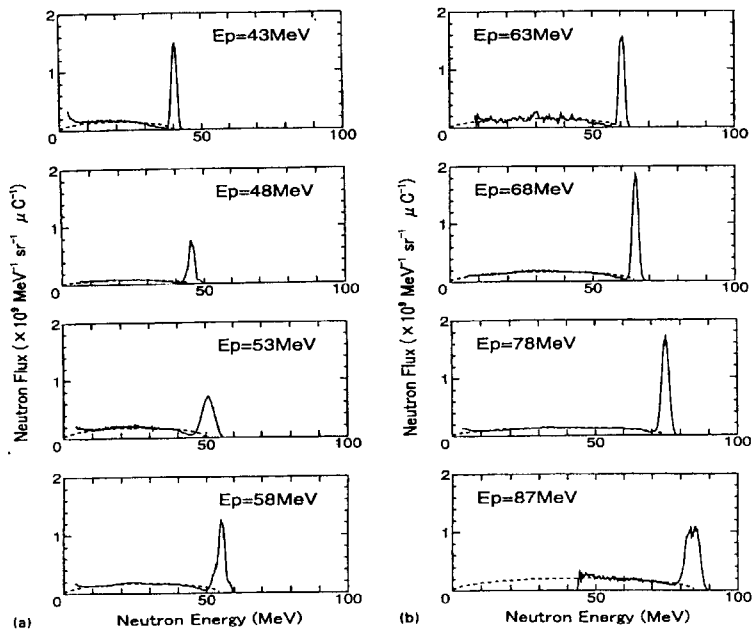 2
Ep=43MeV
1
0
50
100
2
Ep=48MeV
1
0
50
100
2
Ep=53MeV
1
0
50
100
2
Ep=58MeV
1
0
50
100
Neutron Flux (×10⁹ MeV⁻¹ sr⁻¹ μC⁻¹)
(a)
Neutron Energy (MeV)
2
Ep=63MeV
1
0
50
100
2
Ep=68MeV
1
0
50
100
2
Ep=78MeV
1
0
50
100
2
Ep=87MeV
1
0
50
100
Neutron Flux (×10⁹ MeV⁻¹ sr⁻¹ μC⁻¹)
(b)
Neutron Energy (MeV)